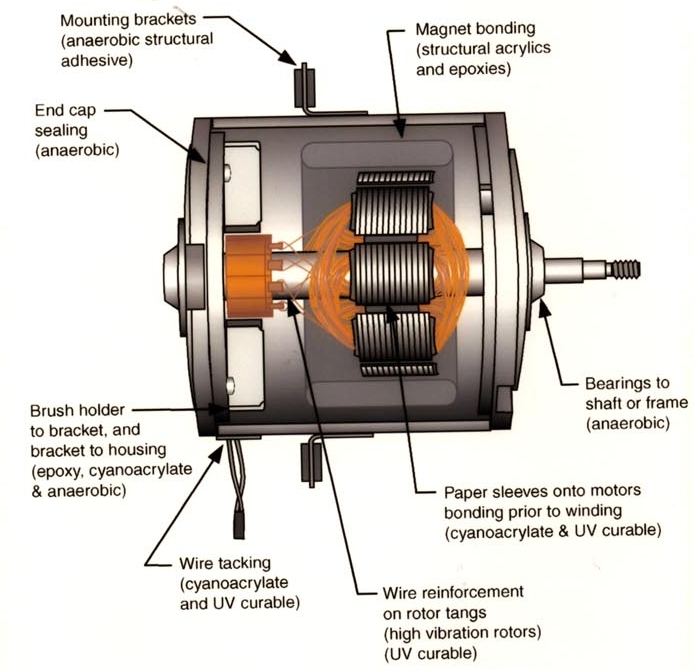 Mounting brackets
(anaerobic structural
adhesive)
Magnet bonding
(structural acrylics
and epoxies)
End cap
sealing
(anaerobic)
Bearings to
shaft or frame
(anaerobic)
Brush holder
to bracket, and
bracket to housing
(epoxy, cyanoacrylate
& anaerobic)
Paper sleeves onto motors
bonding prior to winding
(cyanoacrylate & UV curable)
Wire tacking
(cyanoacrylate
and UV curable)
Wire reinforcement
on rotor tangs
(high vibration rotors)
(UV curable)